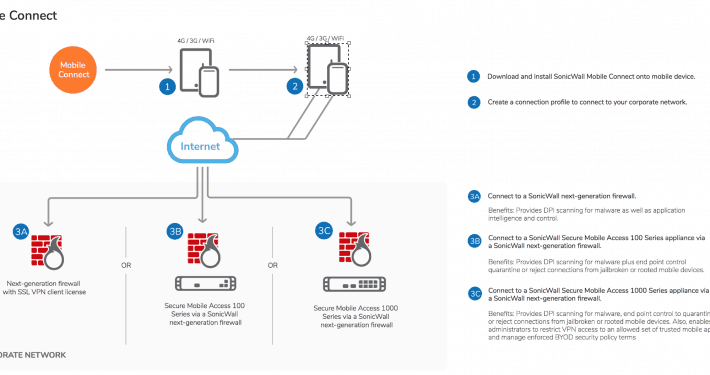 e Connect
4G / 3G / WiFi
4G / 3G / WiFi
Mobile
Connect
1
2
Internet
3A
3B
3C
OR
OR
Next-generation firewall
with SSL VPN client license
Secure Mobile Access 100
Series via a SonicWall
next-generation firewall
Secure Mobile Access 1000
Series via a SonicWall
next-generation firewall
ORATE NETWORK
1 Download and install SonicWall Mobile Connect onto mobile device.
2 Create a connection profile to connect to your corporate network.
3A Connect to a SonicWall next-generation firewall.
Benefits: Provides DPI scanning for malware as well as application
intelligence and control.
3B Connect to a SonicWall Secure Mobile Access 100 Series appliance via
a SonicWall next-generation firewall.
Benefits: Provides DPI scanning for malware plus end point control
quarantine or reject connections from jailbroken or rooted mobile devices.
3C Connect to a SonicWall Secure Mobile Access 1000 Series appliance via
a SonicWall next-generation firewall.
Benefits: Provides DPI scanning for malware, end point control to quarantin
or reject connections from jailbroken or rooted mobile devices. Also, enables
administrators to restrict VPN access to an allowed set of trusted mobile ap
and manage enforced BYOD security policy terms